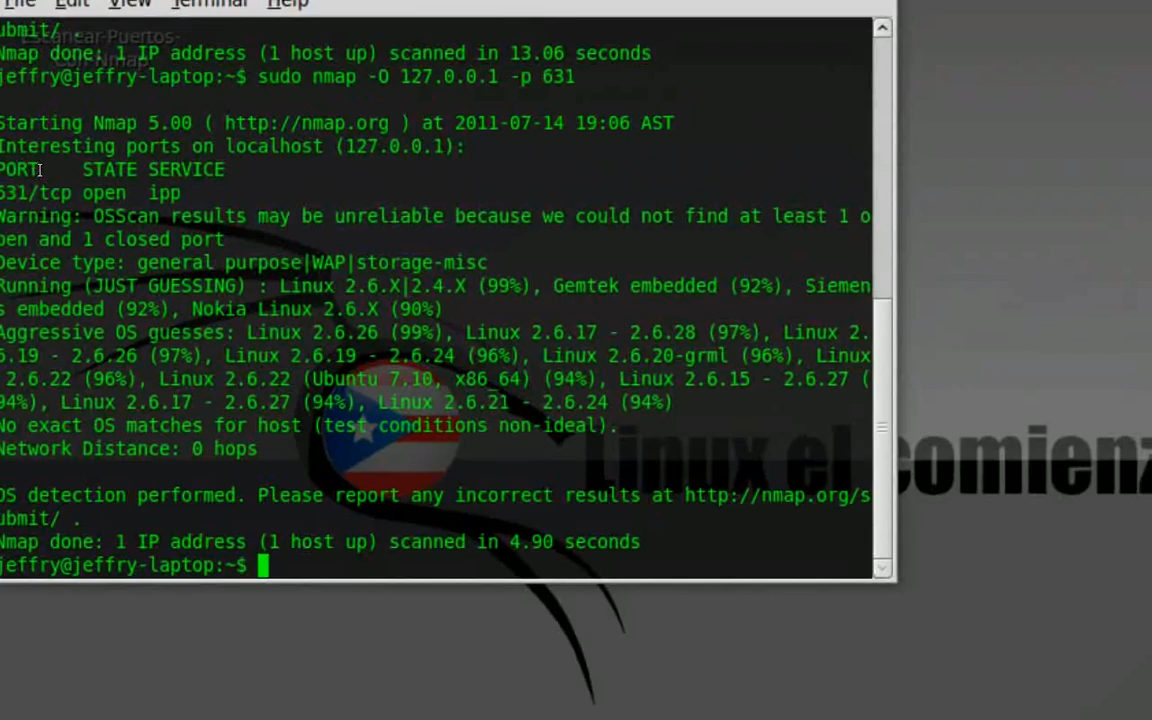 File Edit View Terminal Help
Escanear-Puertos-
Con-Nmap
ubmit/ .
Nmap done: 1 IP address (1 host up) scanned in 13.06 seconds
jeffry@jeffry-laptop:~$ sudo nmap -O 127.0.0.1 -p 631
Starting Nmap 5.00 ( http://nmap.org ) at 2011-07-14 19:06 AST
Interesting ports on localhost (127.0.0.1):
PORT STATE SERVICE
631/tcp open ipp
Warning: OSScan results may be unreliable because we could not find at least 1 o
pen and 1 closed port
Device type: general purpose|WAP|storage-misc
Running (JUST GUESSING) : Linux 2.6.X|2.4.X (99%), Gemtek embedded (92%), Siemen
s embedded (92%), Nokia Linux 2.6.X (90%)
Aggressive OS guesses: Linux 2.6.26 (99%), Linux 2.6.17 - 2.6.28 (97%), Linux 2.
6.19 - 2.6.26 (97%), Linux 2.6.19 - 2.6.24 (96%), Linux 2.6.20-grml (96%), Linux
2.6.22 (96%), Linux 2.6.22 (Ubuntu 7.10, x86_64) (94%), Linux 2.6.15 - 2.6.27 (
94%), Linux 2.6.17 - 2.6.27 (94%), Linux 2.6.21 - 2.6.24 (94%)
No exact OS matches for host (test conditions non-ideal).
Network Distance: 0 hops
Linux el comienz
OS detection performed. Please report any incorrect results at http://nmap.org/s
ubmit/ .
Nmap done: 1 IP address (1 host up) scanned in 4.90 seconds
jeffry@jeffry-laptop:~$